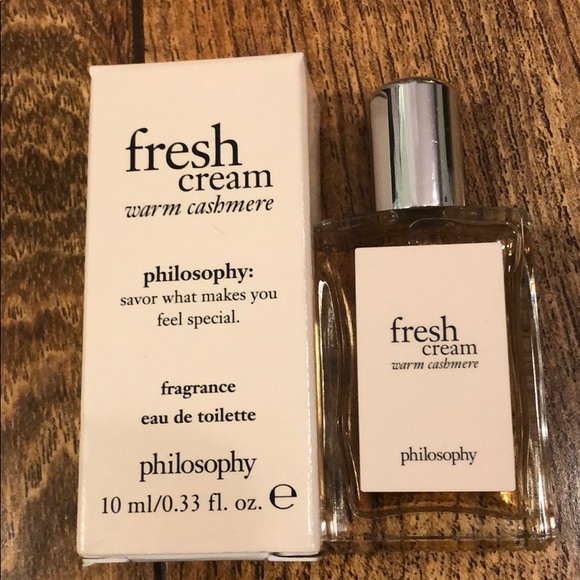 fresh
cream
warm cashmere
philosophy:
savor what makes you
feel special.
fragrance
eau de toilette
philosophy
10 ml/0.33 fl. oz. ℮
fresh
cream
warm cashmere
philosophy